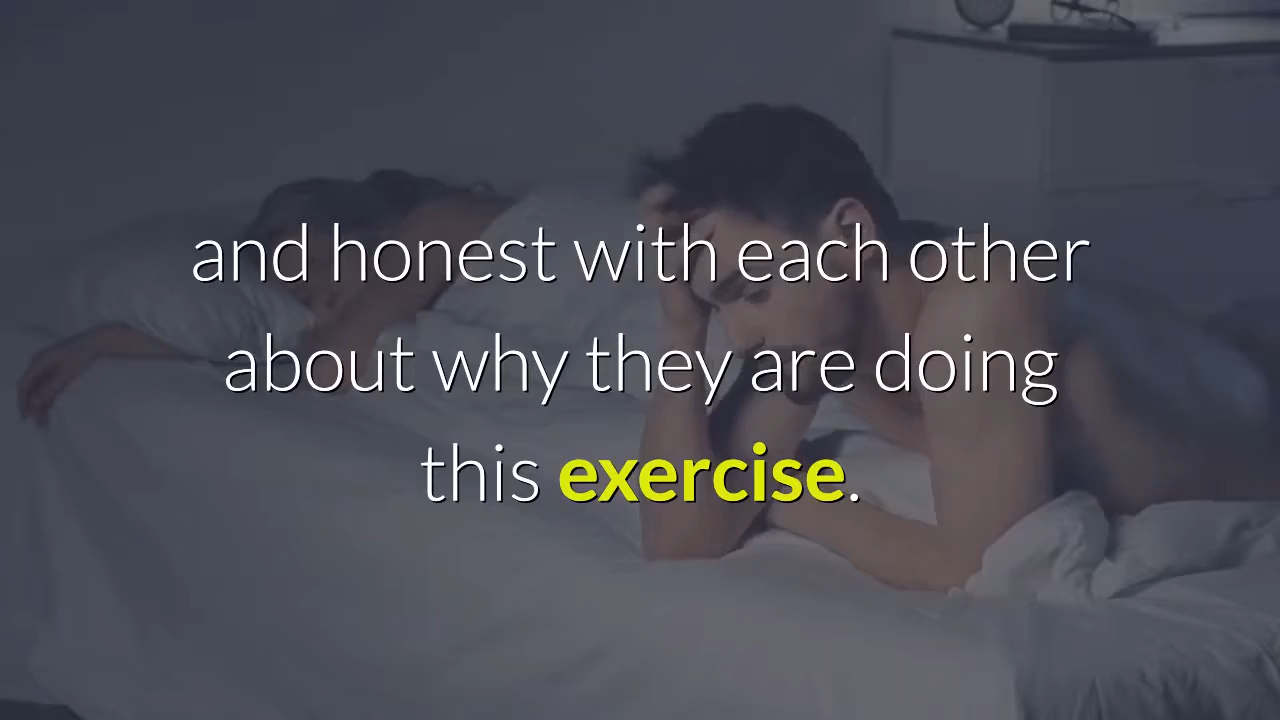 and honest with each other
about why they are doing
this exercise.